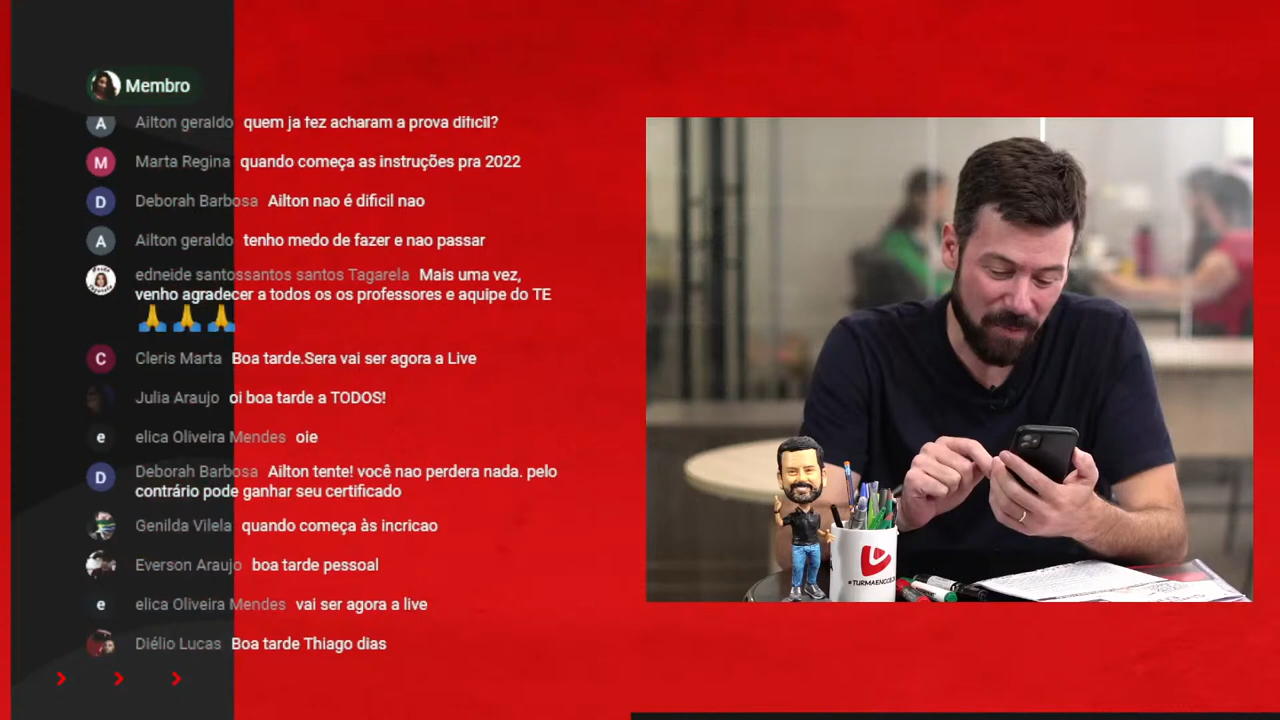 Membro
A Ailton geraldo quem ja fez acharam a prova dificil?
M Marta Regina quando começa as instruções pra 2022
D Deborah Barbosa Ailton nao é dificil nao
A Ailton geraldo tenho medo de fazer e nao passar
edneide santossantos santos Tagarela Mais uma vez,
venho agradecer a todos os os professores e aquipe do TE
🙏🙏🙏
C Cleris Marta Boa tarde.Sera vai ser agora a Live
Julia Araujo oi boa tarde a TODOS!
e elica Oliveira Mendes oie
D Deborah Barbosa Ailton tente! você nao perdera nada. pelo
contrário pode ganhar seu certificado
Genilda Vilela quando começa às incricao
Everson Araujo boa tarde pessoal
e elica Oliveira Mendes vai ser agora a live
Diélio Lucas Boa tarde Thiago dias